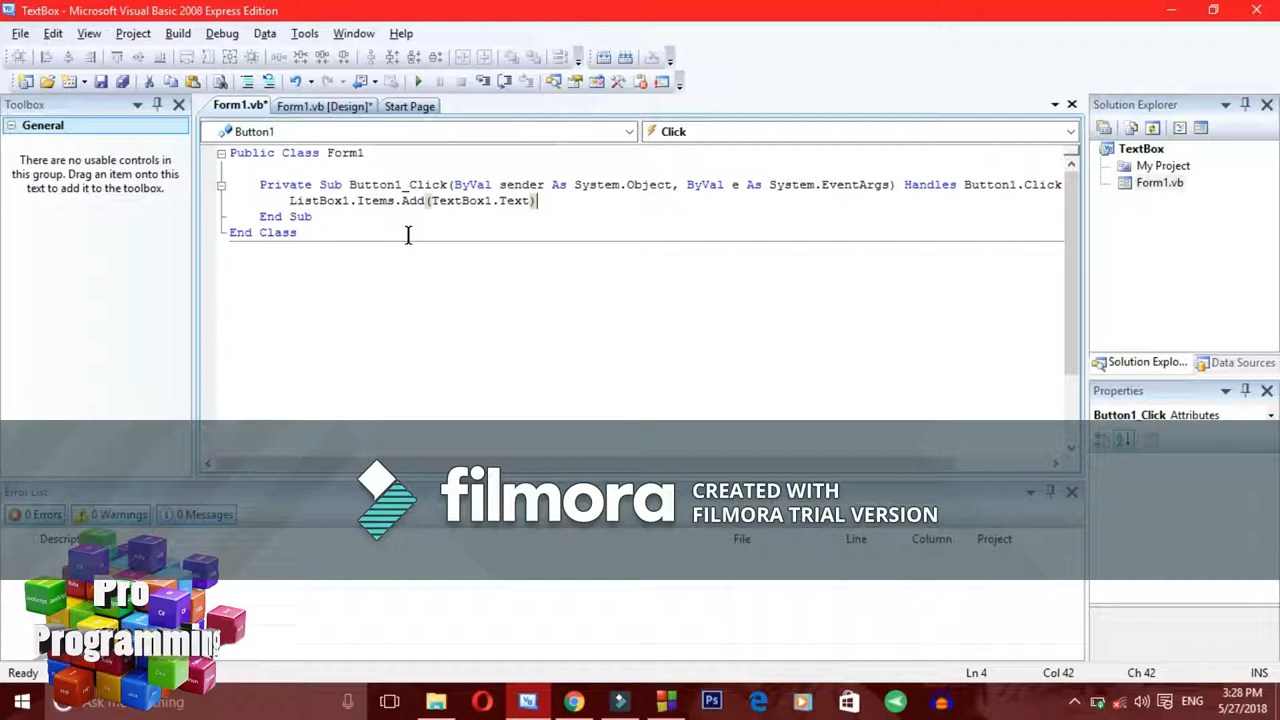 TextBox - Microsoft Visual Basic 2008 Express Edition
File Edit View Project Build Debug Data Tools Window Help
Toolbox
General
There are no usable controls in
this group. Drag an item onto this
text to add it to the toolbox.
Form1.vb* Form1.vb [Design]* Start Page
Button1 Click
Public Class Form1
Private Sub Button1_Click(ByVal sender As System.Object, ByVal e As System.EventArgs) Handles Button1.Click
ListBox1.Items.Add(TextBox1.Text)
End Sub
End Class
Solution Explorer
TextBox
My Project
Form1.vb
Solution Explo... Data Sources
Properties
Button1_Click Attributes
Error List
0 Errors 0 Warnings 0 Messages
File Line Column Project
filmora CREATED WITH
FILMORA TRIAL VERSION
Pro
Programming
Ready Ln 4 Col 42 Ch 42 INS
ENG
3:28 PM
5/27/2018